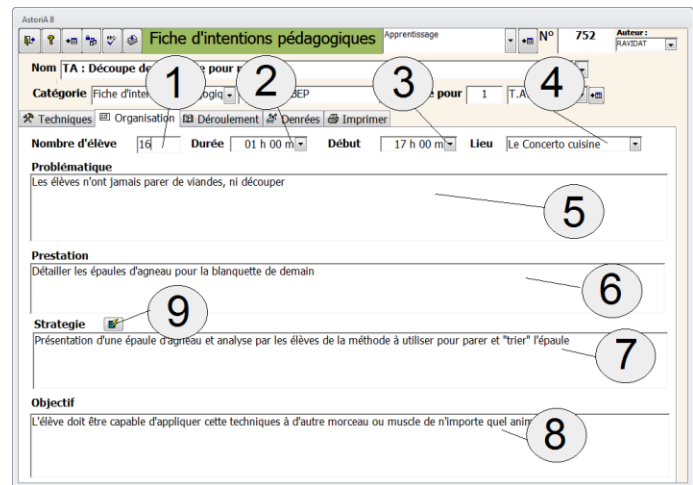 AstoriA 8
Fiche d'intentions pédagogiques
Apprentissage
N° 752
Auteur :
RAVIDAT
Nom TA : Découpe de pour
Catégorie Fiche d'inten BEP pour 1 T.A
Techniques Organisation Déroulement Denrées Imprimer
Nombre d'élève 16 Durée 01 h 00 m Début 17 h 00 m Lieu Le Concerto cuisine
1 2 3 4
Problématique
Les élèves n'ont jamais parer de viandes, ni découper
5
Prestation
Détailler les épaules d'agneau pour la blanquette de demain
6
9
Strategie
Présentation d'une épaule d'agneau et analyse par les élèves de la méthode à utiliser pour parer et "trier" l'épaule
7
Objectif
L'élève doit être capable d'appliquer cette techniques à d'autre morceau ou muscle de n'importe quel
8